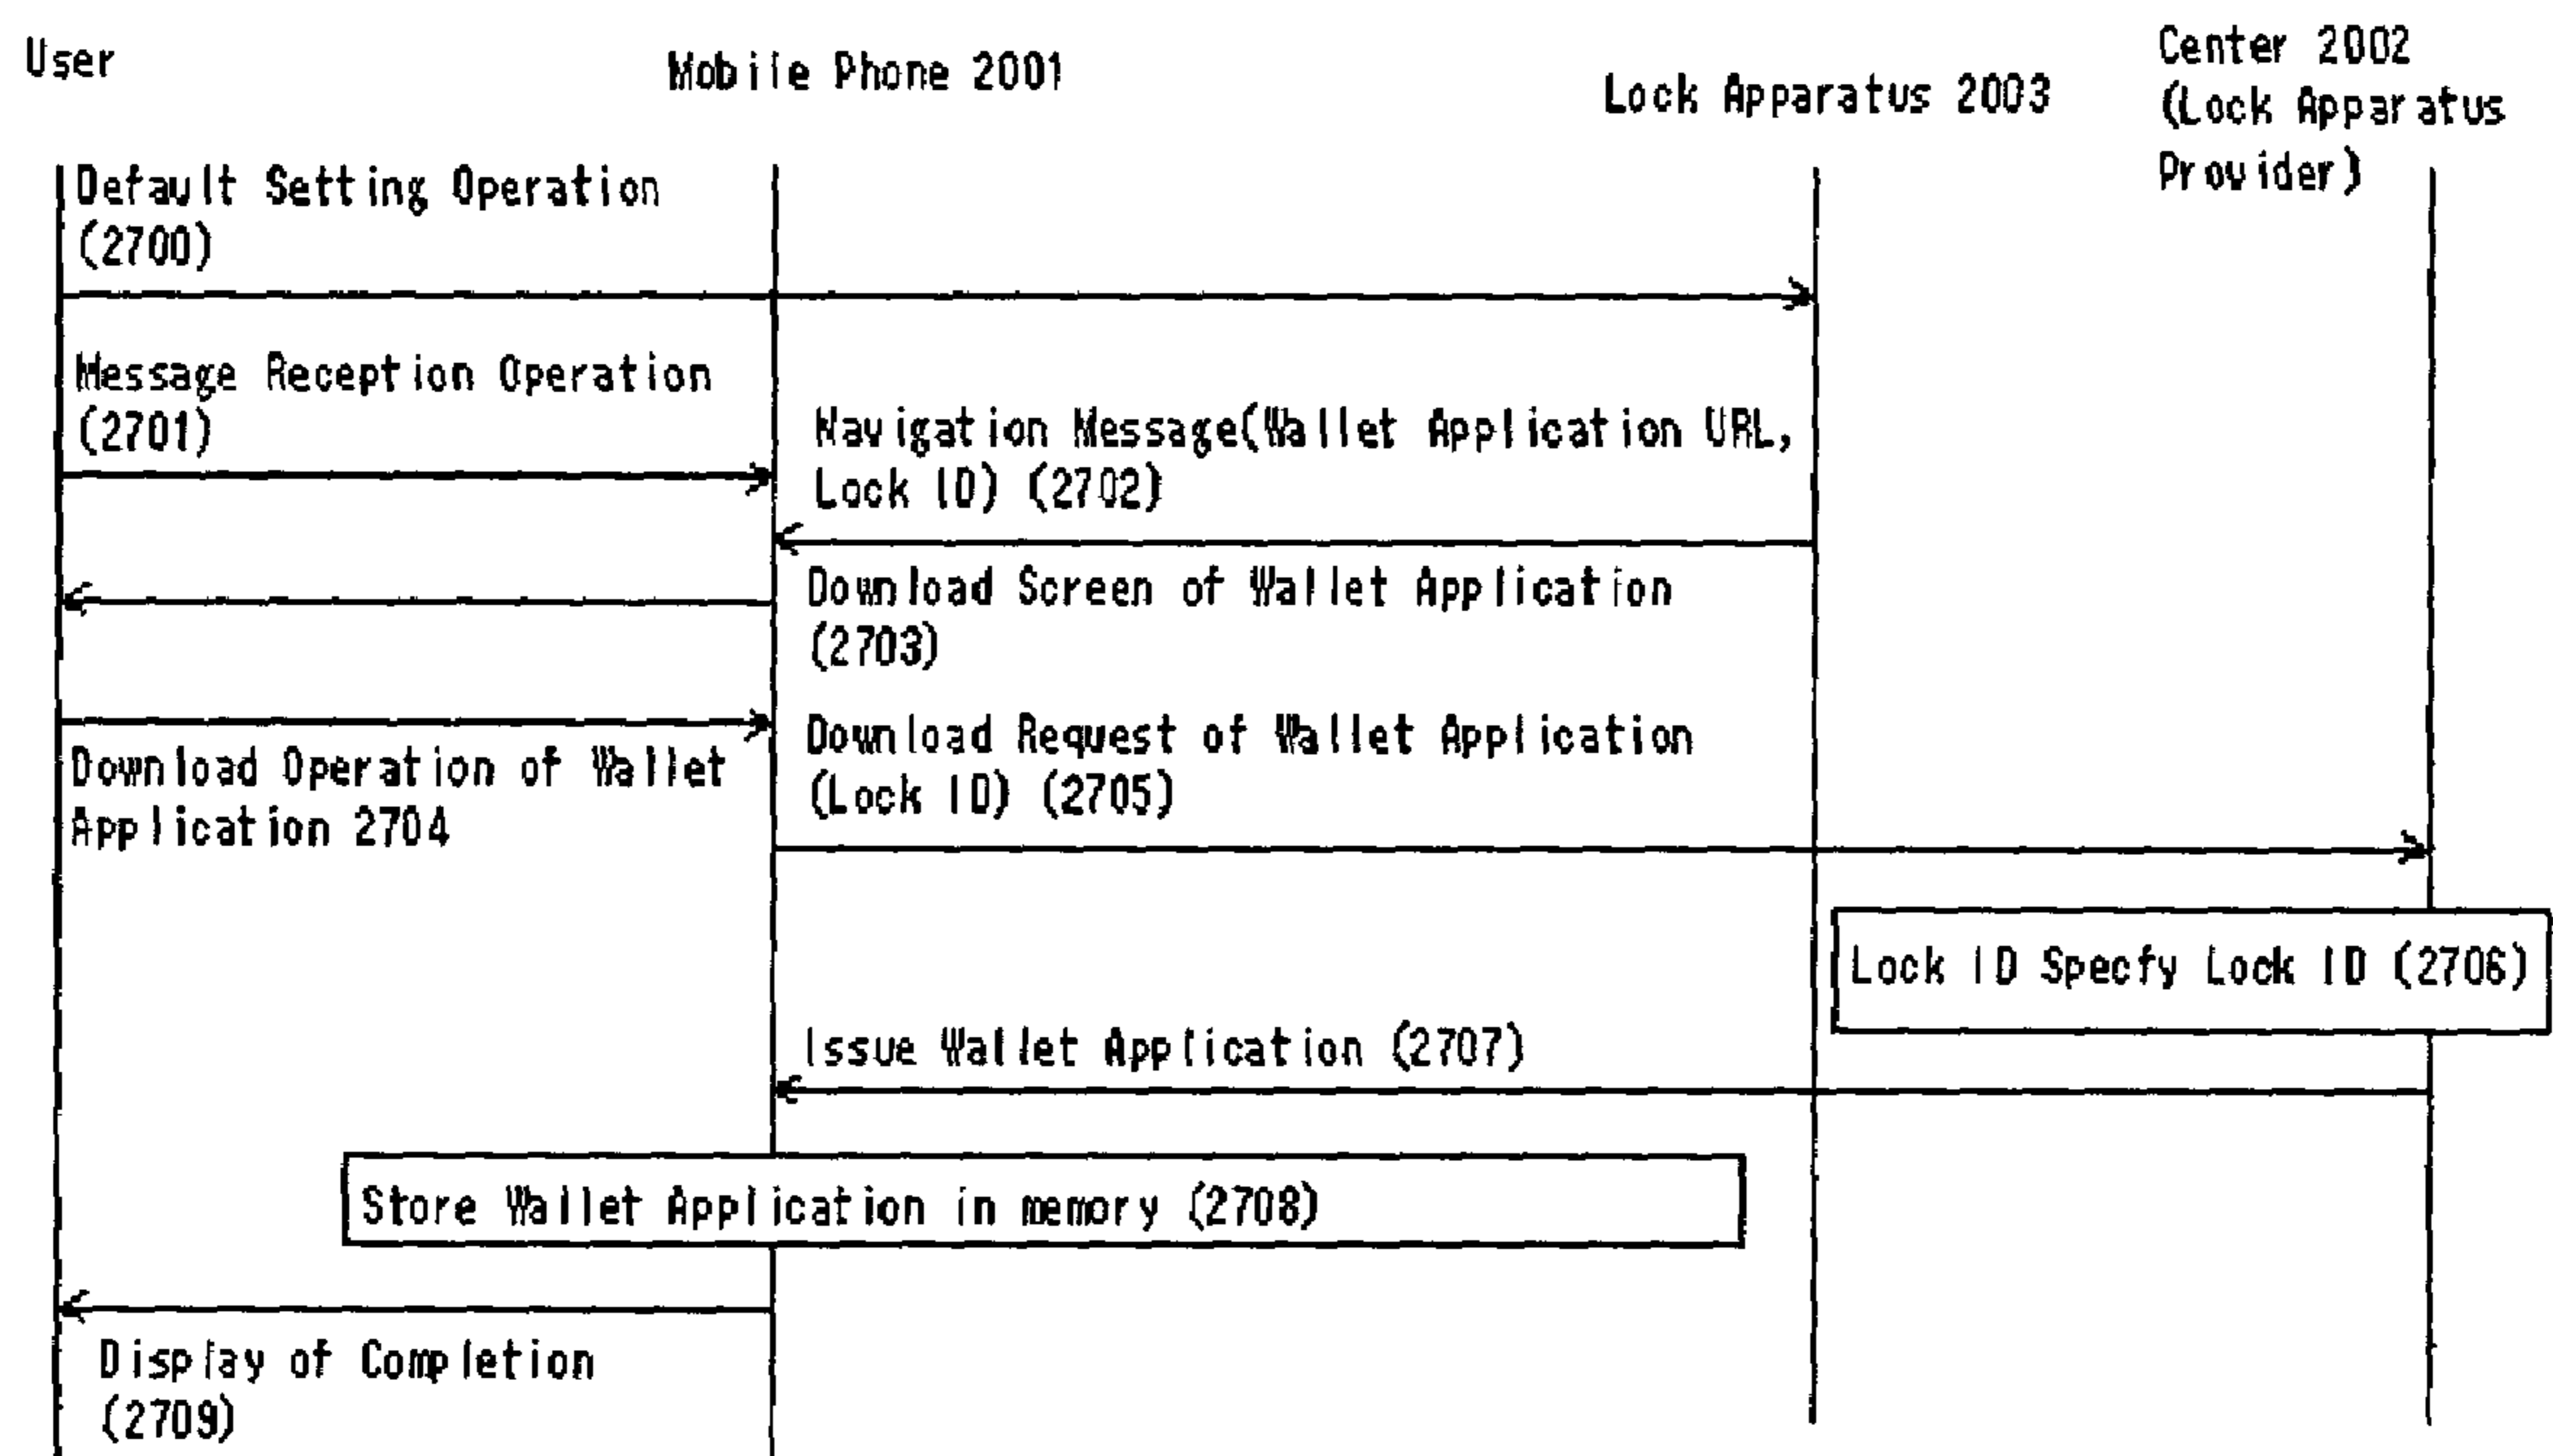 User
Mobile Phone 2001
Lock Apparatus 2003
Center 2002
(Lock Apparatus
Provider)
Default Setting Operation
(2700)
Message Reception Operation
(2701)
Navigation Message(Wallet Application URL,
Lock ID) (2702)
Download Screen of Wallet Application
(2703)
Download Operation of Wallet
Application 2704
Download Request of Wallet Application
(Lock ID) (2705)
Lock ID Specfy Lock ID (2706)
Issue Wallet Application (2707)
Store Wallet Application in memory (2708)
Display of Completion
(2709)